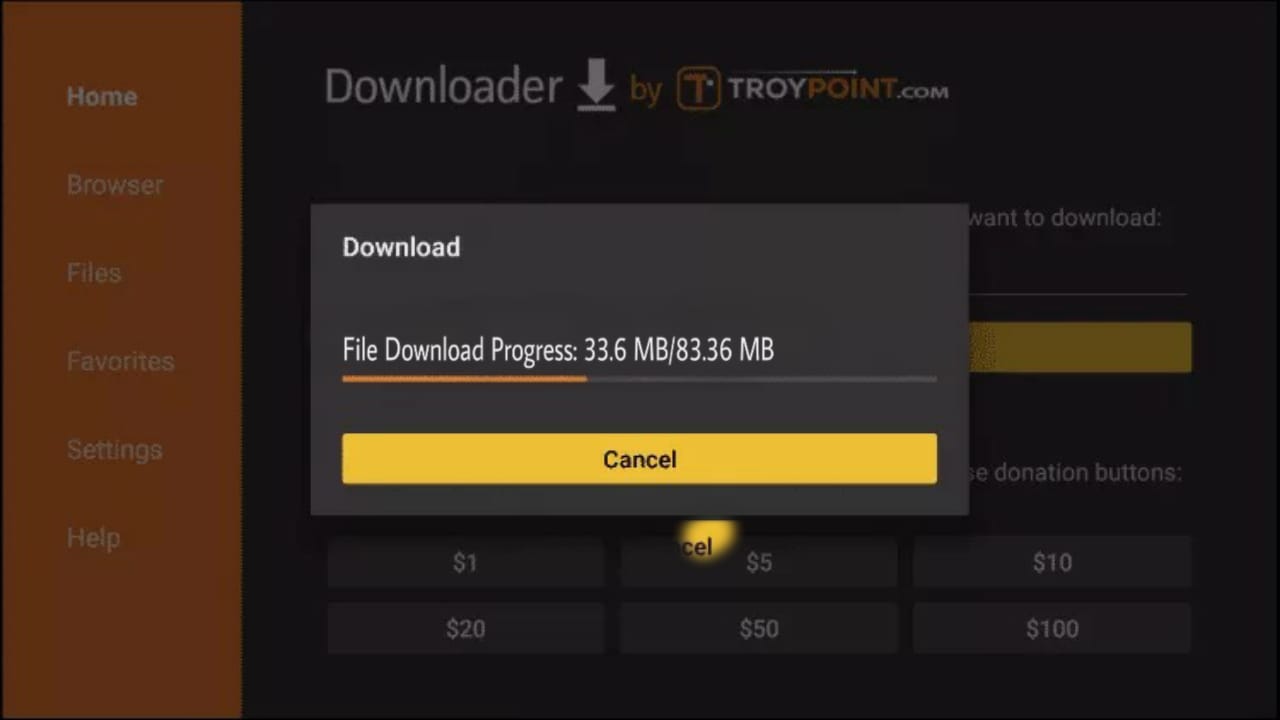 Home
Browser
Files
Favorites
Settings
Help
Downloader by T TROYPOINT.COM
want to download:
Download
File Download Progress: 33.6 MB/83.36 MB
Cancel
se donation buttons:
cel
$1 $5 $10
$20 $50 $100